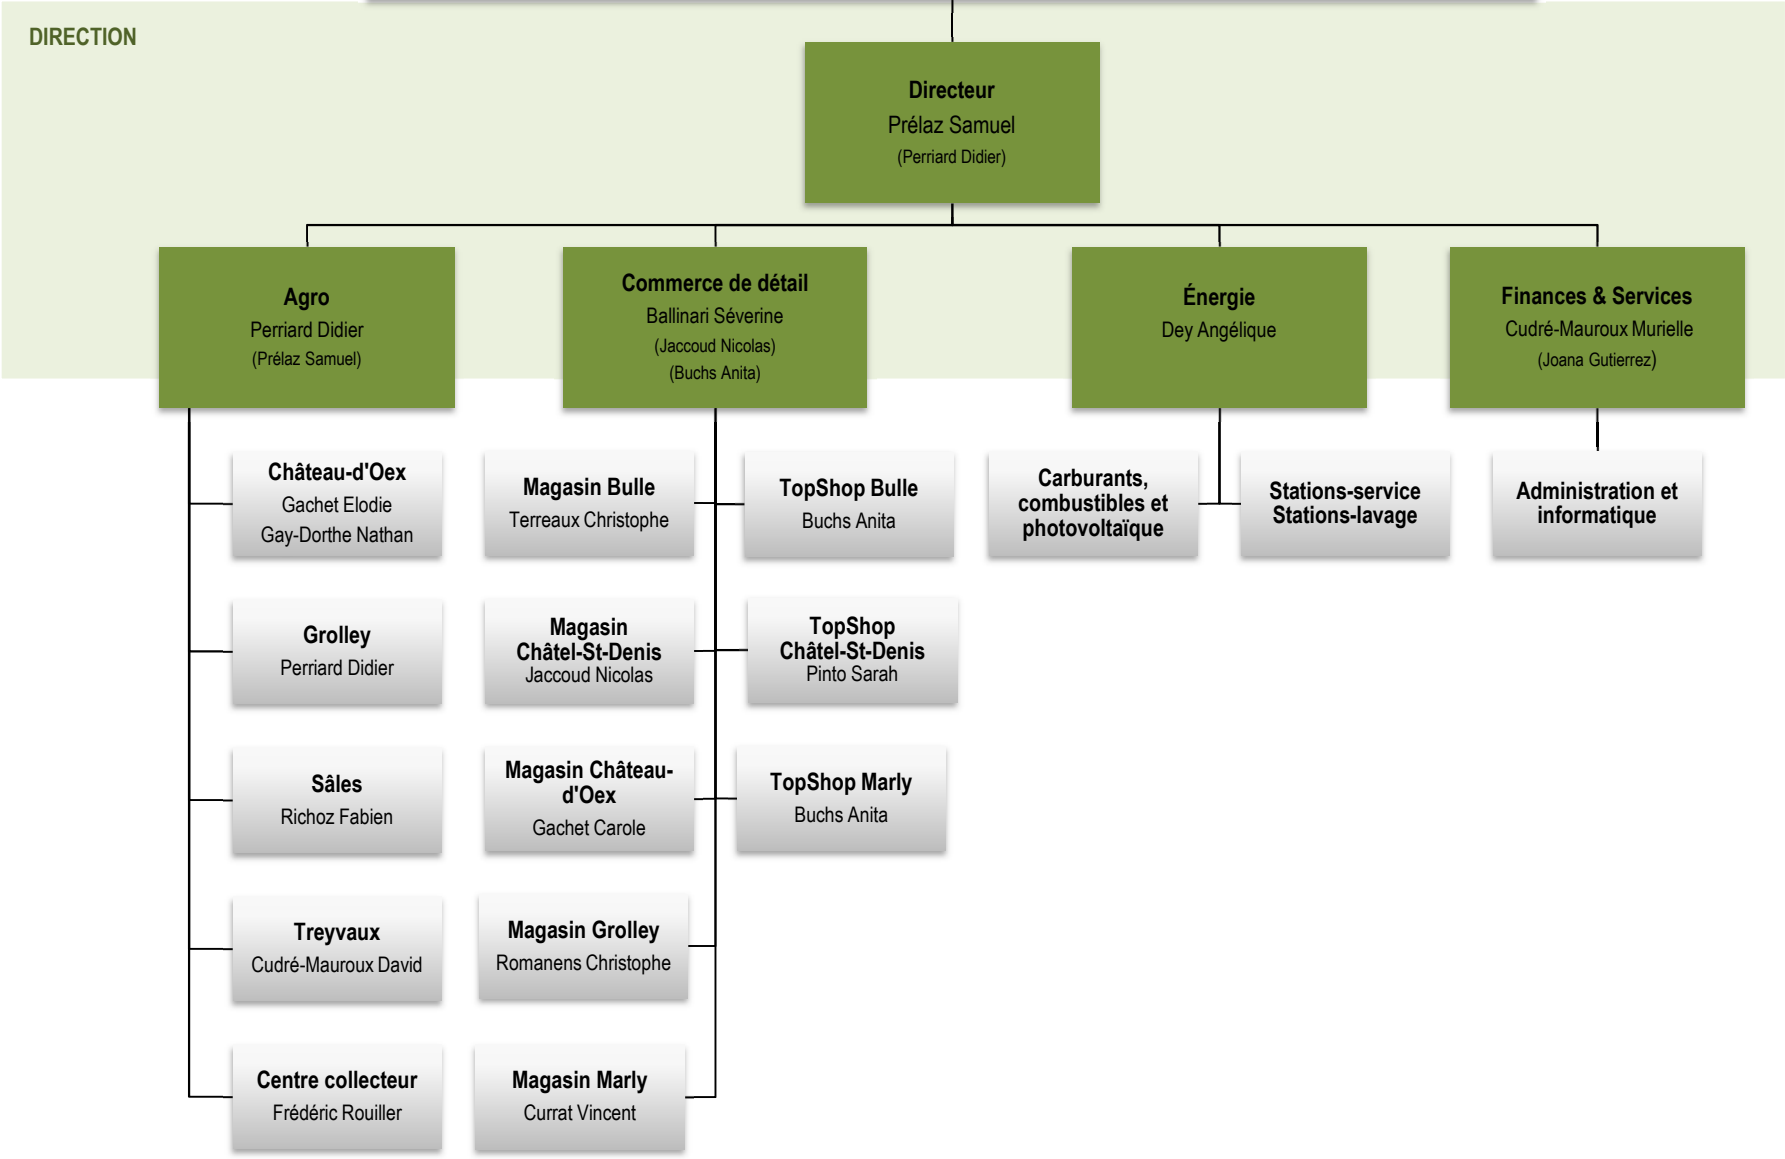 DIRECTION
Directeur
Prélaz Samuel
(Perriard Didier)
Agro
Perriard Didier
(Prélaz Samuel)
Commerce de détail
Ballinari Séverine
(Jaccoud Nicolas)
(Buchs Anita)
Énergie
Dey Angélique
Finances & Services
Cudré-Mauroux Murielle
(Joana Gutierrez)
Château-d'Oex
Gachet Elodie
Gay-Dorthe Nathan
Grolley
Perriard Didier
Sâles
Richoz Fabien
Treyvaux
Cudré-Mauroux David
Centre collecteur
Frédéric Rouiller
Magasin Bulle
Terreaux Christophe
Magasin
Châtel-St-Denis
Jaccoud Nicolas
Magasin Château-
d'Oex
Gachet Carole
Magasin Grolley
Romanens Christophe
Magasin Marly
Currat Vincent
TopShop Bulle
Buchs Anita
TopShop
Châtel-St-Denis
Pinto Sarah
TopShop Marly
Buchs Anita
Carburants,
combustibles et
photovoltaïque
Stations-service
Stations-lavage
Administration et
informatique